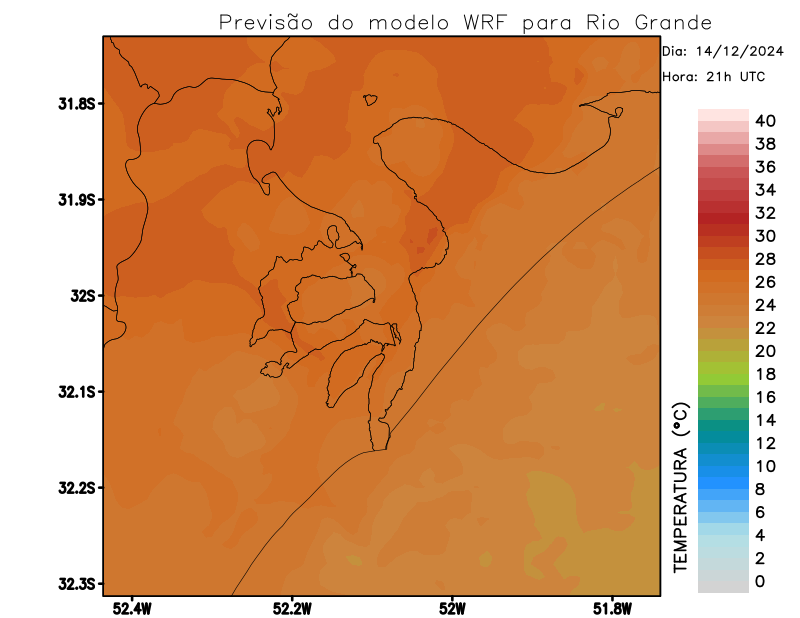 Previsão do modelo WRF para Rio Grande
Dia: 14/12/2024
Hora: 21h UTC
31.8S
31.9S
32S
32.1S
32.2S
32.3S
52.4W
52.2W
52W
51.8W
TEMPERATURA (°C)
40
38
36
34
32
30
28
26
24
22
20
18
16
14
12
10
8
6
4
2
0